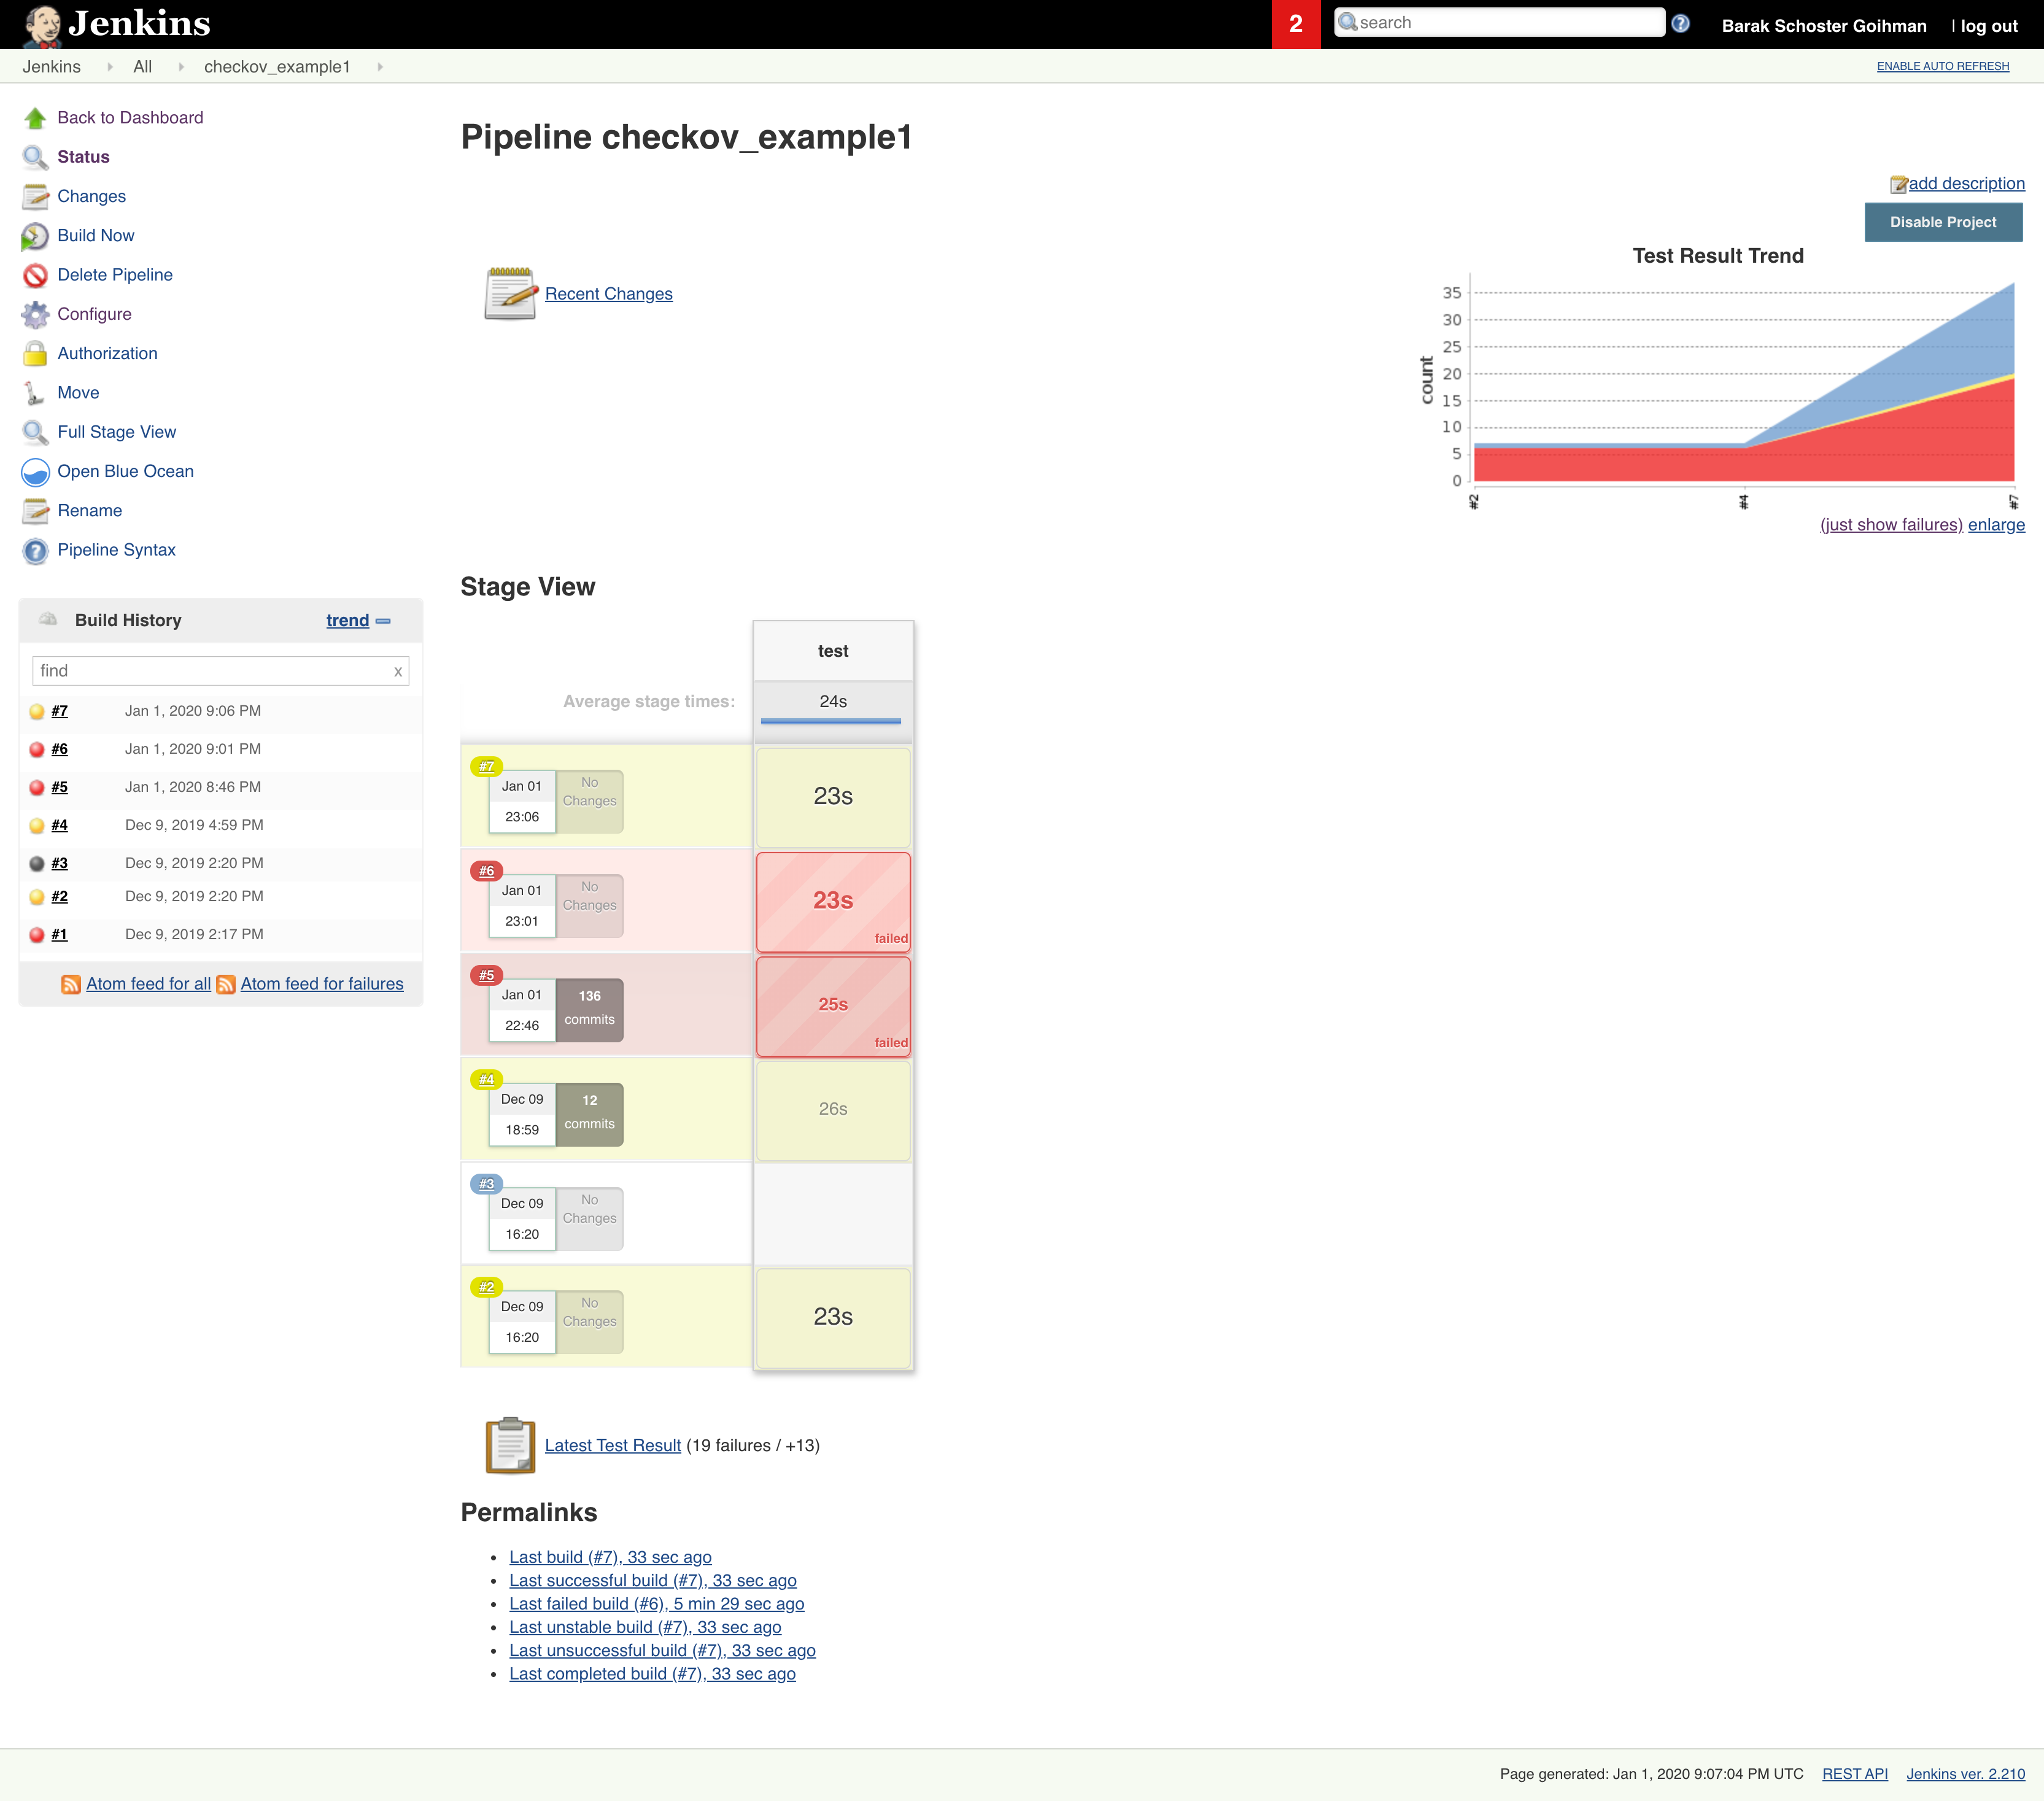 Jenkins
2
search
Barak Schoster Goihman | log out
Jenkins All checkov_example1
ENABLE AUTO REFRESH
Back to Dashboard
Status
Changes
Build Now
Delete Pipeline
Configure
Authorization
Move
Full Stage View
Open Blue Ocean
Rename
Pipeline Syntax
Build History trend
find x
#7 Jan 1, 2020 9:06 PM
#6 Jan 1, 2020 9:01 PM
#5 Jan 1, 2020 8:46 PM
#4 Dec 9, 2019 4:59 PM
#3 Dec 9, 2019 2:20 PM
#2 Dec 9, 2019 2:20 PM
#1 Dec 9, 2019 2:17 PM
Atom feed for all Atom feed for failures
Pipeline checkov_example1
add description
Disable Project
Recent Changes
Test Result Trend
count
35
30
25
20
15
10
5
0
#2 #4 #7
(just show failures) enlarge
Stage View
test
Average stage times: 24s
#7
Jan 01
23:06
No
Changes
23s
#6
Jan 01
23:01
No
Changes
23s
failed
#5
Jan 01
22:46
136
commits
25s
failed
#4
Dec 09
18:59
12
commits
26s
#3
Dec 09
16:20
No
Changes
#2
Dec 09
16:20
No
Changes
23s
Latest Test Result (19 failures / +13)
Permalinks
Last build (#7), 33 sec ago
Last successful build (#7), 33 sec ago
Last failed build (#6), 5 min 29 sec ago
Last unstable build (#7), 33 sec ago
Last unsuccessful build (#7), 33 sec ago
Last completed build (#7), 33 sec ago
Page generated: Jan 1, 2020 9:07:04 PM UTC REST API Jenkins ver. 2.210